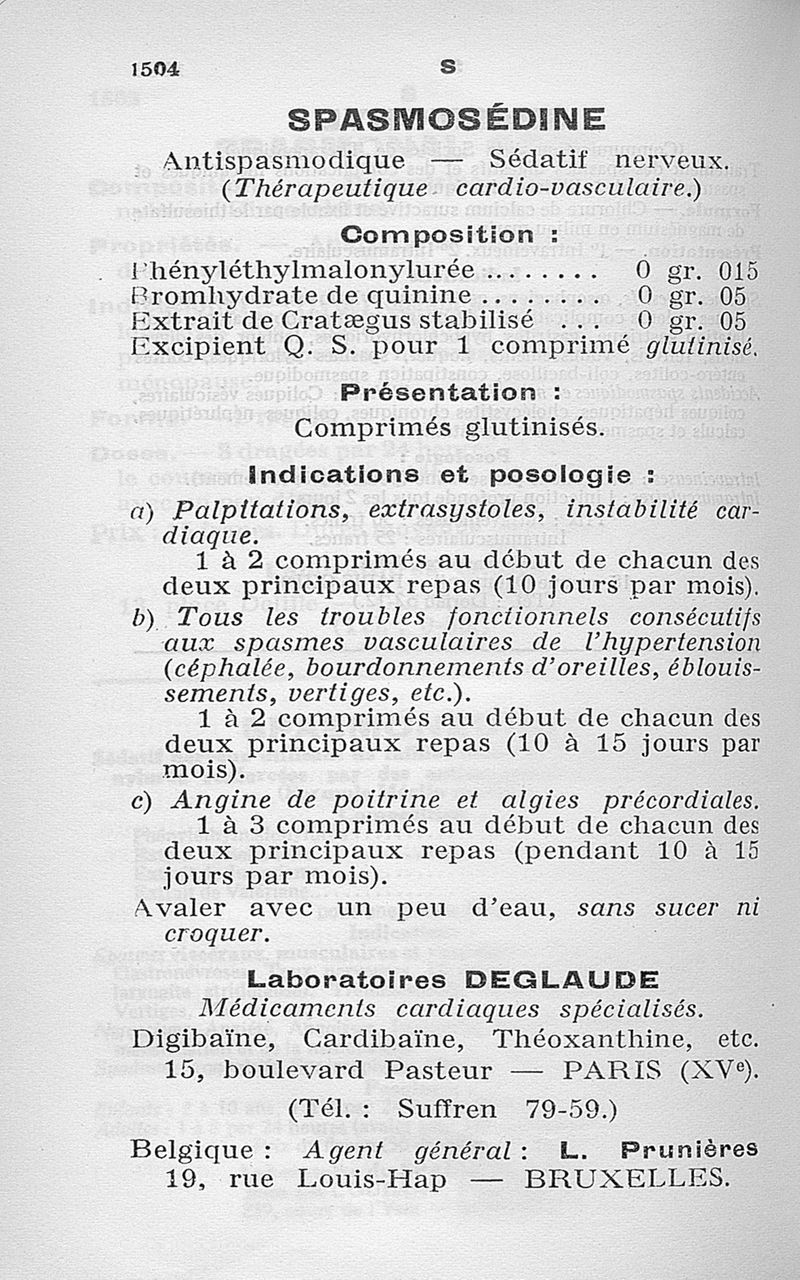 1504
S
SPASMOSÉDINE
Antispasmodique — Sédatif nerveux.
(Thérapeutique cardio-vasculaire.)
Composition :
Phényléthylmalonylurée ......... 0 gr. 015
Bromhydrate de quinine ......... 0 gr. 05
Extrait de Cratægus stabilisé ... 0 gr. 05
Excipient Q. S. pour 1 comprimé glutinisé.
Présentation :
Comprimés glutinisés.
Indications et posologie :
a) Palpitations, extrasystoles, instabilité car-
diaque.
1 à 2 comprimés au début de chacun des
deux principaux repas (10 jours par mois).
b) Tous les troubles fonctionnels consécutifs
aux spasmes vasculaires de l'hypertension
(céphalée, bourdonnements d'oreilles, éblouis-
sements, vertiges, etc.).
1 à 2 comprimés au début de chacun des
deux principaux repas (10 à 15 jours par
mois).
c) Angine de poitrine et algies précordiales.
1 à 3 comprimés au début de chacun des
deux principaux repas (pendant 10 à 15
jours par mois).
Avaler avec un peu d'eau, sans sucer ni
croquer.
Laboratoires DEGLAUDE
Médicaments cardiaques spécialisés.
Digibaïne, Cardibaïne, Théoxanthine, etc.
15, boulevard Pasteur — PARIS (XVe).
(Tél. : Suffren 79-59.)
Belgique : Agent général : L. Prunières
19, rue Louis-Hap — BRUXELLES.